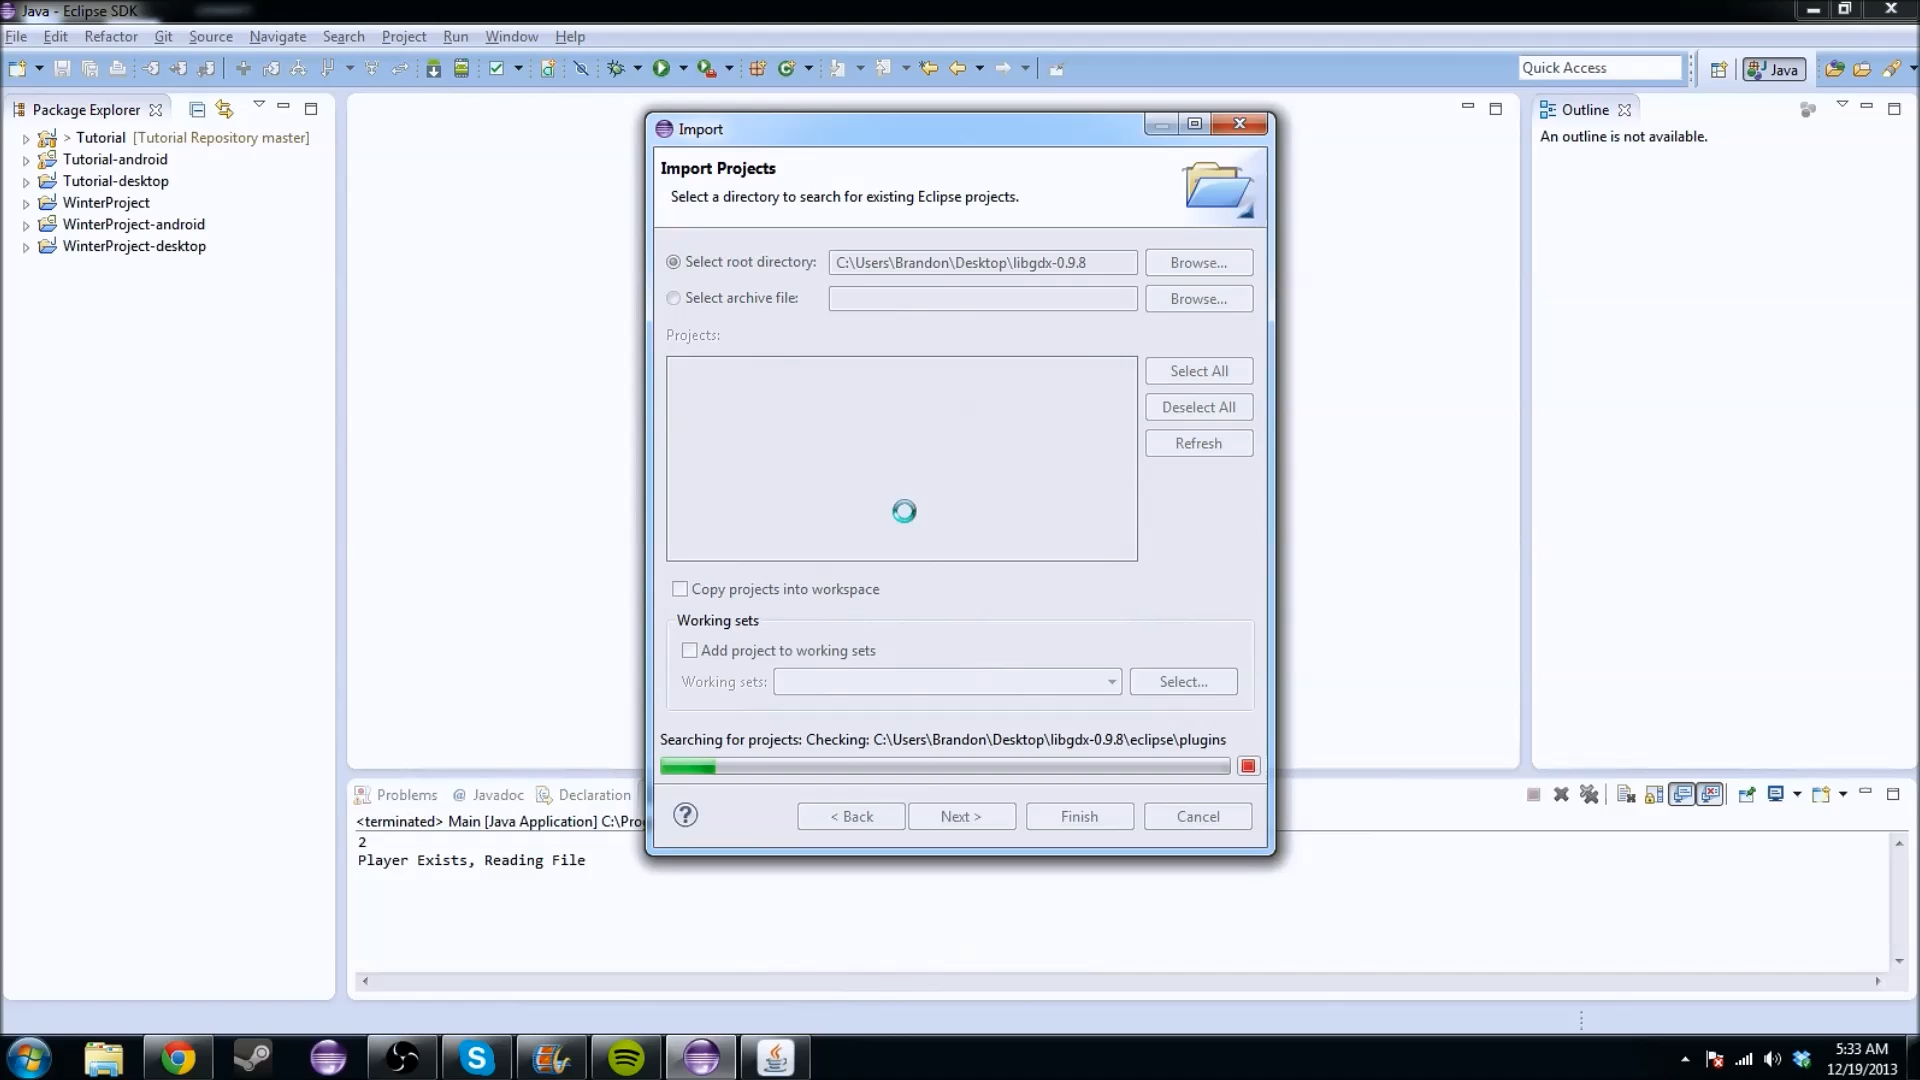 Java - Eclipse SDK
File Edit Refactor Git Source Navigate Search Project Run Window Help
Quick Access
Java
Package Explorer
> Tutorial [Tutorial Repository master]
Tutorial-android
Tutorial-desktop
WinterProject
WinterProject-android
WinterProject-desktop
Import
Import Projects
Select a directory to search for existing Eclipse projects.
Select root directory: C:\Users\Brandon\Desktop\libgdx-0.9.8 Browse...
Select archive file: Browse...
Projects:
Select All
Deselect All
Refresh
Copy projects into workspace
Working sets
Add project to working sets
Working sets: Select...
Searching for projects: Checking: C:\Users\Brandon\Desktop\libgdx-0.9.8\eclipse\plugins
? < Back Next > Finish Cancel
Outline
An outline is not available.
Problems @ Javadoc Declaration
<terminated> Main [Java Application] C:\Pro
2
Player Exists, Reading File
5:33 AM
12/19/2013